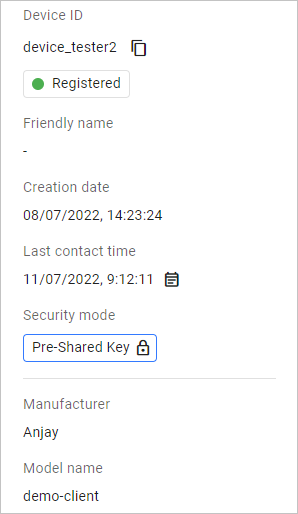 Device ID
device_tester2
Registered
Friendly name
-
Creation date
08/07/2022, 14:23:24
Last contact time
11/07/2022, 9:12:11
Security mode
Pre-Shared Key
Manufacturer
Anjay
Model name
demo-client